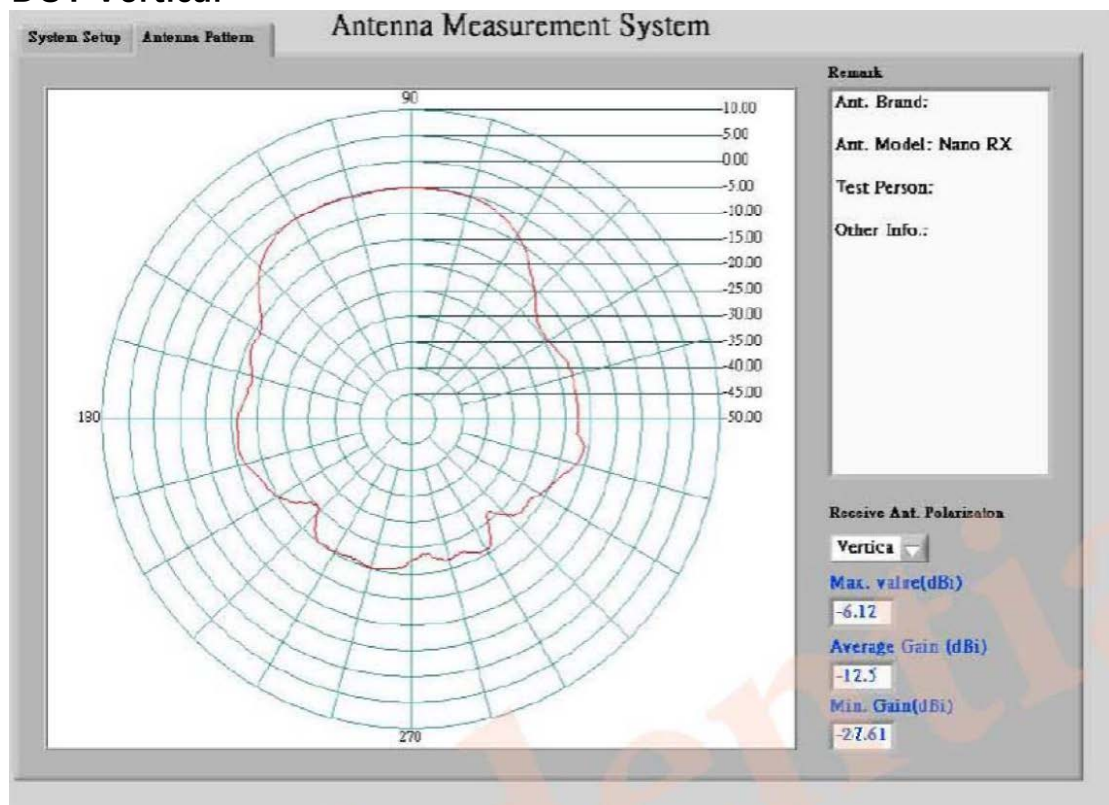 Antenna Measurement System
System Setup
Antenna Pattern
90
10.00
5.00
0.00
-5.00
-10.00
-15.00
-20.00
-25.00
-30.00
-35.00
-40.00
-45.00
-50.00
180
270
Remark
Ant. Brand:
Ant. Model: Nano RX
Test Person:
Other Info.:
Receive Ant. Polarizaton
Vertica
Max. value(dBi)
-6.12
Average Gain (dBi)
-12.5
Min. Gain(dBi)
-27.61